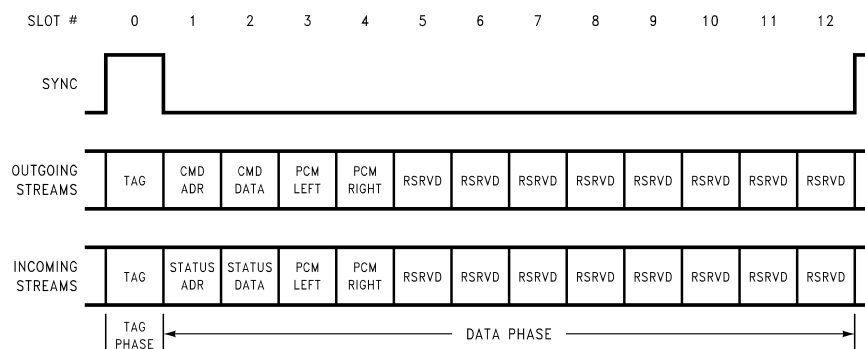 SLOT # 0 1 2 3 4 5 6 7 8 9 10 11 12
SYNC
OUTGOING STREAMS TAG CMD ADR CMD DATA PCM LEFT PCM RIGHT RSRVD RSRVD RSRVD RSRVD RSRVD RSRVD RSRVD RSRVD
INCOMING STREAMS TAG STATUS ADR STATUS DATA PCM LEFT PCM RIGHT RSRVD RSRVD RSRVD RSRVD RSRVD RSRVD RSRVD RSRVD
TAG PHASE DATA PHASE